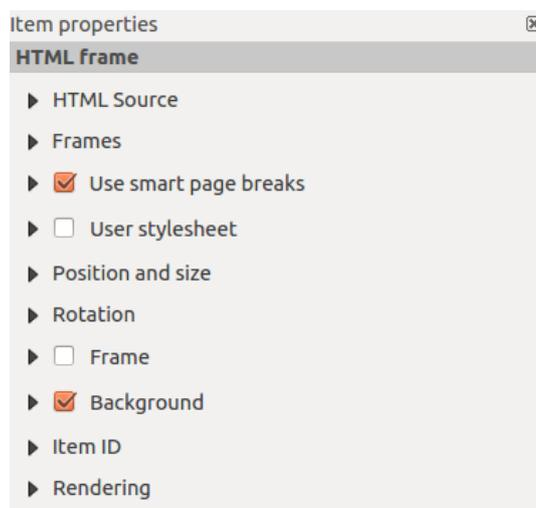 Item properties
HTML frame
HTML Source
Frames
Use smart page breaks
User stylesheet
Position and size
Rotation
Frame
Background
Item ID
Rendering